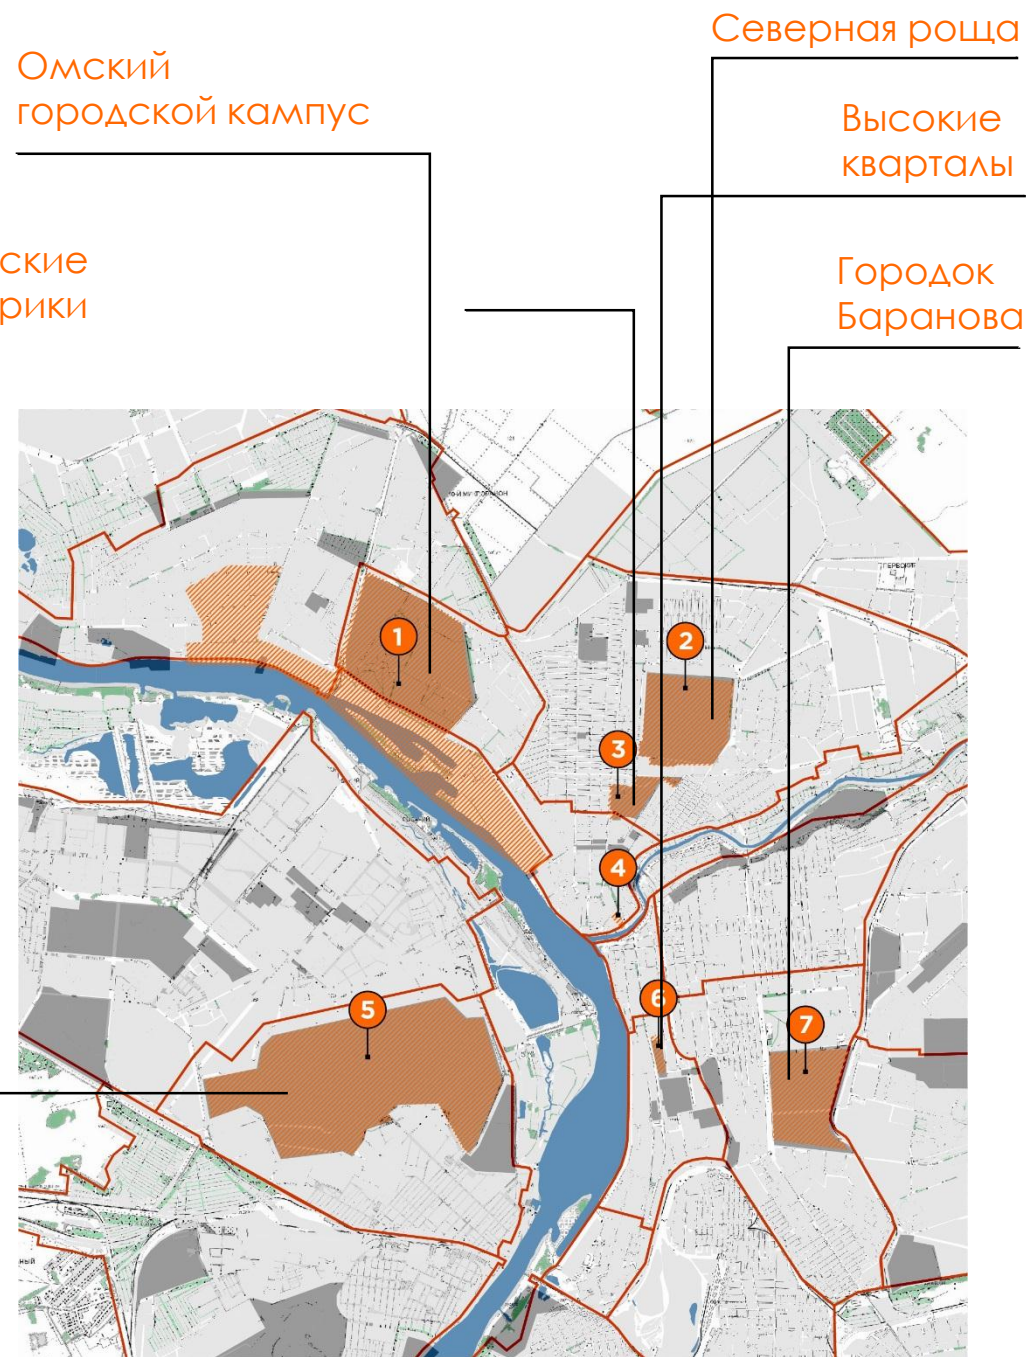 Северная роща
Омский
городской кампус
Высокие
кварталы
ские
рики
Городок
Баранова
1
2
3
4
5
6
7